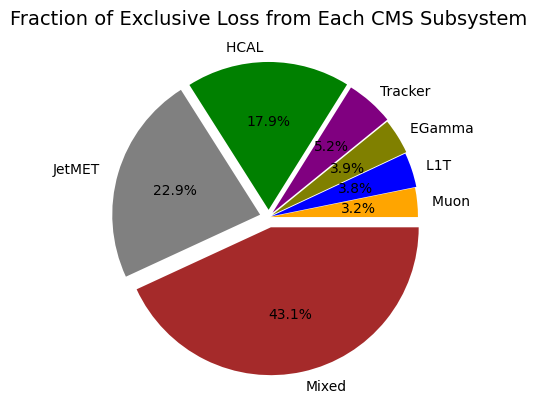 Fraction of Exclusive Loss from Each CMS Subsystem
HCAL
Tracker
EGamma
L1T
Muon
JetMET
Mixed
17.9%
5.2%
3.9%
3.8%
3.2%
22.9%
43.1%